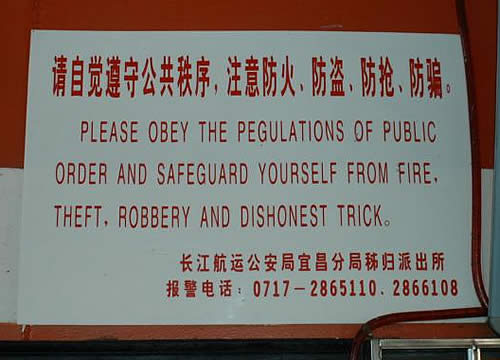 请自觉遵守公共秩序，注意防火、防盗、防抢、防骗。
PLEASE OBEY THE PEGULATIONS OF PUBLIC
ORDER AND SAFEGUARD YOURSELF FROM FIRE,
THEFT, ROBBERY AND DISHONEST TRICK。
长江航运公安局宜昌分局秭归派出所
报警电话：0717－2865110、2866108